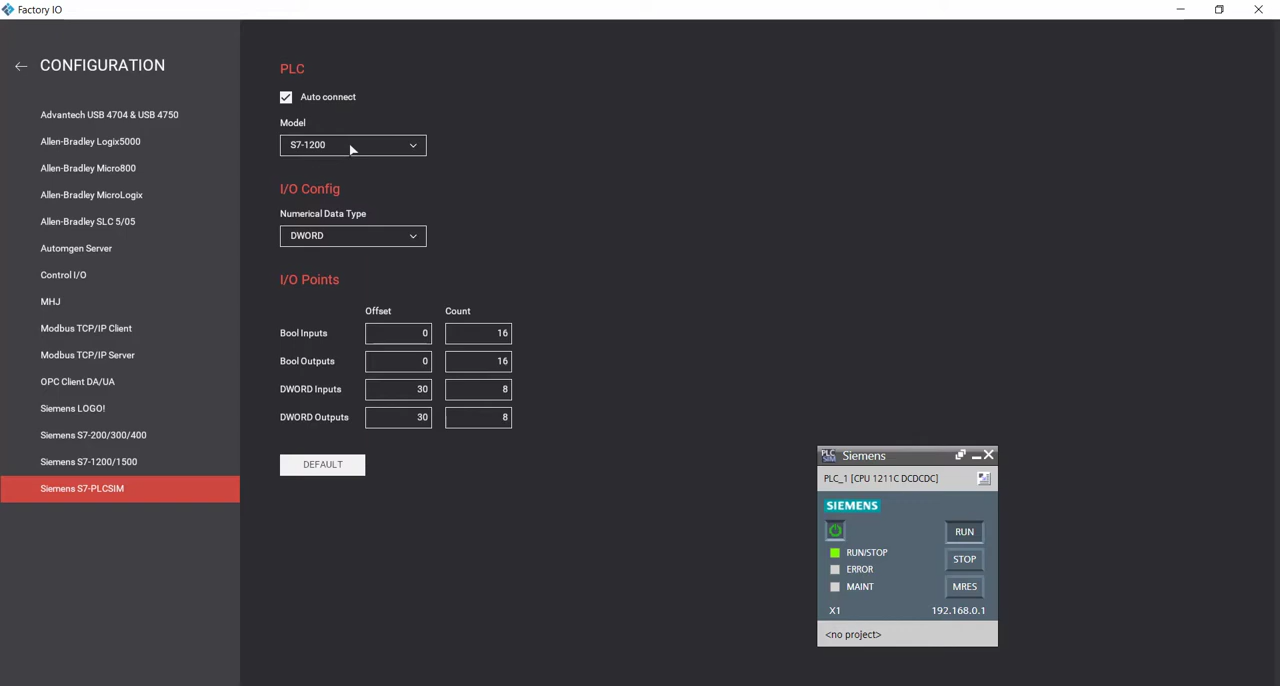 Factory IO
CONFIGURATION
Advantech USB 4704 & USB 4750
Allen-Bradley Logix5000
Allen-Bradley Micro800
Allen-Bradley MicroLogix
Allen-Bradley SLC 5/05
Automgen Server
Control I/O
MHJ
Modbus TCP/IP Client
Modbus TCP/IP Server
OPC Client DA/UA
Siemens LOGO!
Siemens S7-200/300/400
Siemens S7-1200/1500
Siemens S7-PLCSIM
PLC
Auto connect
Model
S7-1200
I/O Config
Numerical Data Type
DWORD
I/O Points
Offset Count
Bool Inputs 0 16
Bool Outputs 0 16
DWORD Inputs 30 8
DWORD Outputs 30 8
DEFAULT
PLC SIM Siemens
PLC_1 [CPU 1211C DCDCDC]
SIEMENS
RUN
RUN/STOP
STOP
ERROR
MAINT MRES
X1 192.168.0.1
<no project>